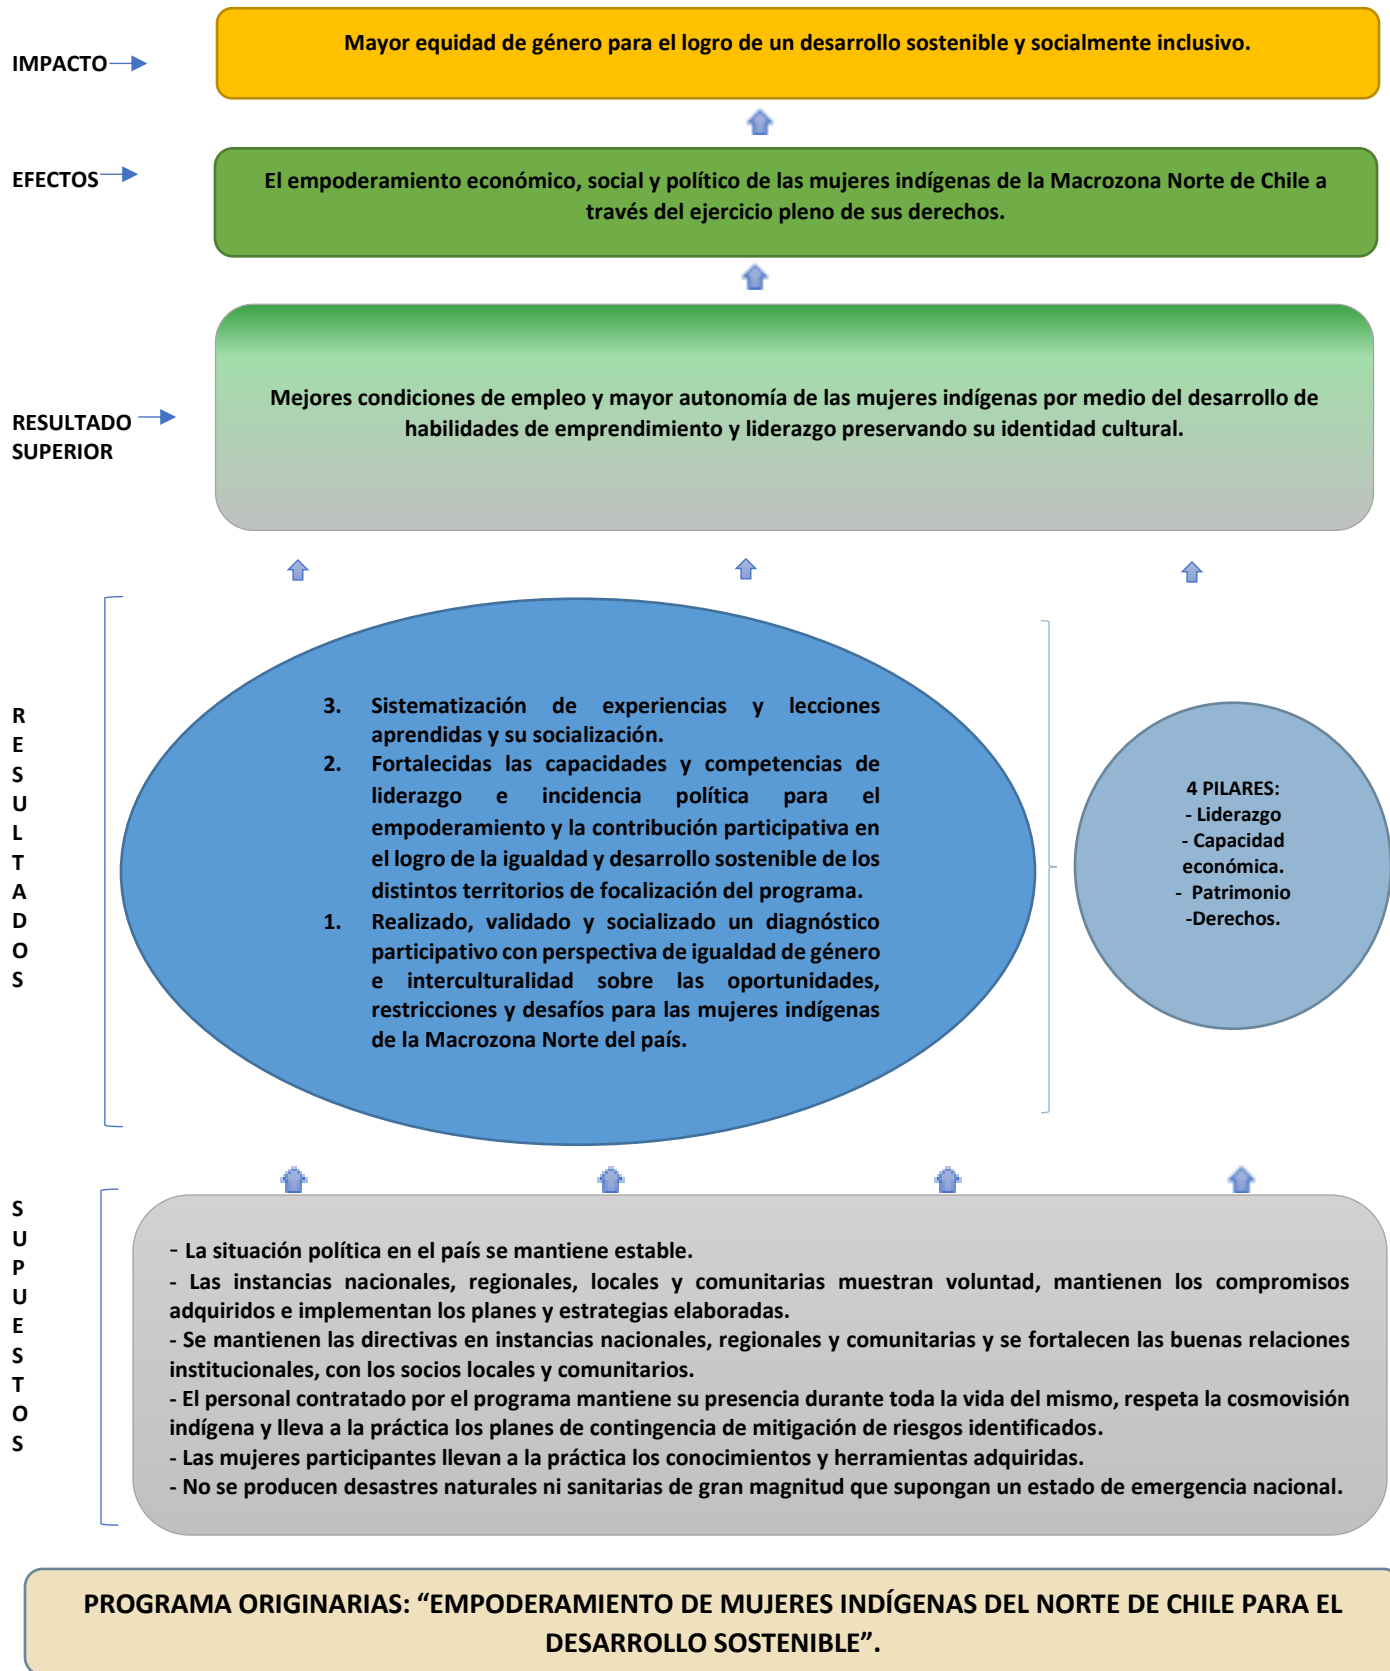 IMPACTO
Mayor equidad de género para el logro de un desarrollo sostenible y socialmente inclusivo.
EFECTOS
El empoderamiento económico, social y político de las mujeres indígenas de la Macrozona Norte de Chile a
través del ejercicio pleno de sus derechos.
RESULTADO
SUPERIOR
Mejores condiciones de empleo y mayor autonomía de las mujeres indígenas por medio del desarrollo de
habilidades de emprendimiento y liderazgo preservando su identidad cultural.
R
E
S
U
L
T
A
D
O
S
3. Sistematización de experiencias y lecciones
aprendidas y su socialización.
2. Fortalecidas las capacidades y competencias de
liderazgo e incidencia política para el
empoderamiento y la contribución participativa en
el logro de la igualdad y desarrollo sostenible de los
distintos territorios de focalización del programa.
1. Realizado, validado y socializado un diagnóstico
participativo con perspectiva de igualdad de género
e interculturalidad sobre las oportunidades,
restricciones y desafíos para las mujeres indígenas
de la Macrozona Norte del país.
4 PILARES:
- Liderazgo
- Capacidad
económica.
- Patrimonio
-Derechos.
S
U
P
U
E
S
T
O
S
- La situación política en el país se mantiene estable.
- Las instancias nacionales, regionales, locales y comunitarias muestran voluntad, mantienen los compromisos
adquiridos e implementan los planes y estrategias elaboradas.
- Se mantienen las directivas en instancias nacionales, regionales y comunitarias y se fortalecen las buenas relaciones
institucionales, con los socios locales y comunitarios.
- El personal contratado por el programa mantiene su presencia durante toda la vida del mismo, respeta la cosmovisión
indígena y lleva a la práctica los planes de contingencia de mitigación de riesgos identificados.
- Las mujeres participantes llevan a la práctica los conocimientos y herramientas adquiridas.
- No se producen desastres naturales ni sanitarias de gran magnitud que supongan un estado de emergencia nacional.
PROGRAMA ORIGINARIAS: “EMPODERAMIENTO DE MUJERES INDÍGENAS DEL NORTE DE CHILE PARA EL
DESARROLLO SOSTENIBLE”.